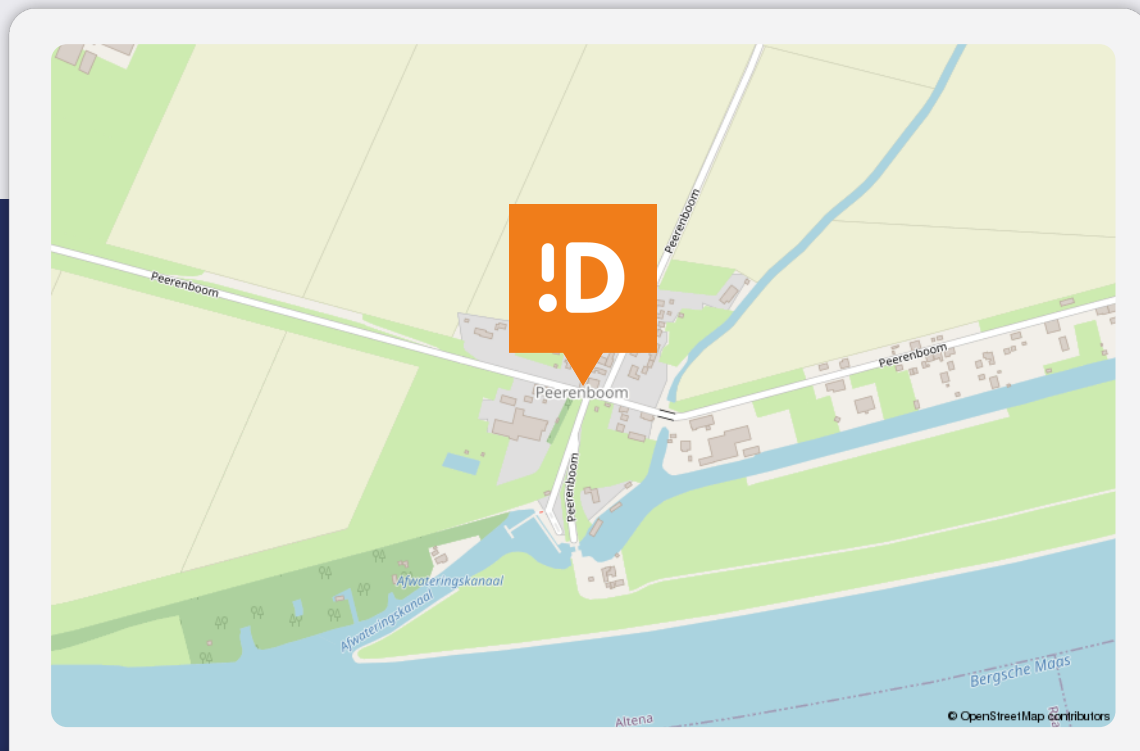 Peerenboom
Peerenboom
!D
Peerenboom
Peerenboom
Peerenboom
Afwateringskanaal
Afwateringskanaal
Bergsche Maas
Altena
© OpenStreetMap contributors